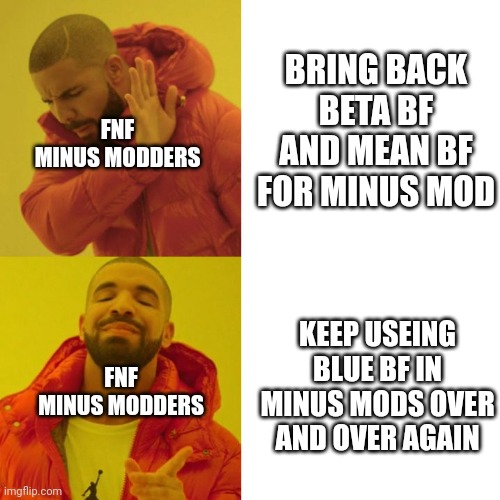 BRING BACK
BETA BF
AND MEAN BF
FOR MINUS MOD
FNF
MINUS MODDERS
KEEP USEING
BLUE BF IN
MINUS MODS OVER
AND OVER AGAIN
FNF
MINUS MODDERS
imgflip.com